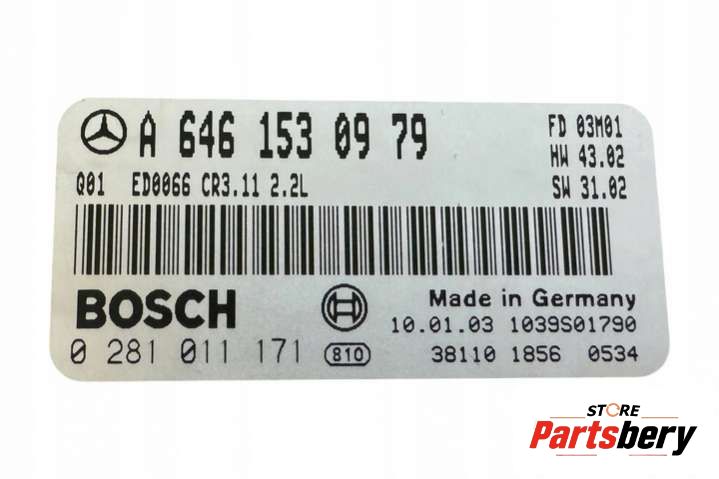 A 646 153 09 79
FD 03M01
HW 43.02
Q01 ED0066 CR3.11 2.2L
SW 31.02
BOSCH
Made in Germany
10.01.03 1039S01790
0 281 011 171 810
38110 1856 0534
STORE
Partsbery